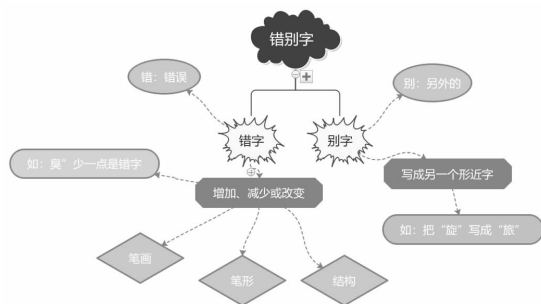 错别字
错：错误
别：另外的
错字
别字
如：臭”少一点是错字
增加、减少或改变
写成另一个形近字
笔画
笔形
结构
如：把“旋”写成“旅”